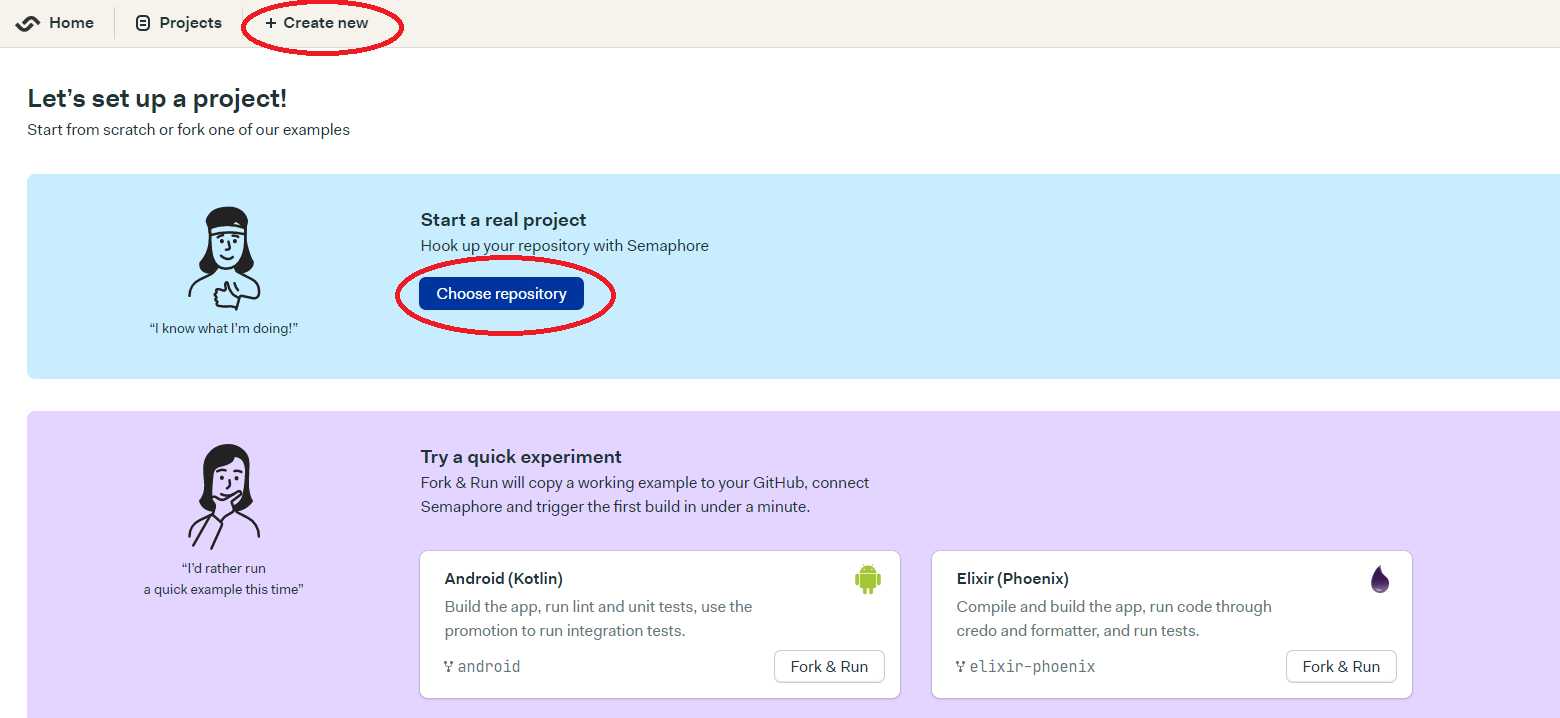 Home
Projects
+ Create new
Let’s set up a project!
Start from scratch or fork one of our examples
Start a real project
Hook up your repository with Semaphore
Choose repository
“I know what I’m doing!”
Try a quick experiment
Fork & Run will copy a working example to your GitHub, connect
Semaphore and trigger the first build in under a minute.
“I’d rather run
a quick example this time”
Android (Kotlin)
Build the app, run lint and unit tests, use the
promotion to run integration tests.
android
Fork & Run
Elixir (Phoenix)
Compile and build the app, run code through
credo and formatter, and run tests.
elixir-phoenix
Fork & Run